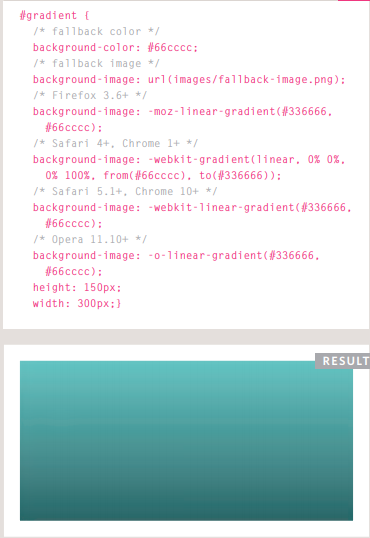 #gradient {
/* fallback color */
background-color: #66cccc;
/* fallback image */
background-image: url(images/fallback-image.png);
/* Firefox 3.6+ */
background-image: -moz-linear-gradient(#336666,
#66cccc);
/* Safari 4+, Chrome 1+ */
background-image: -webkit-gradient(linear, 0% 0%,
0% 100%, from(#66cccc), to(#336666));
/* Safari 5.1+, Chrome 10+ */
background-image: -webkit-linear-gradient(#336666,
#66cccc);
/* Opera 11.10+ */
background-image: -o-linear-gradient(#336666,
#66cccc);
height: 150px;
width: 300px;}
RESULT